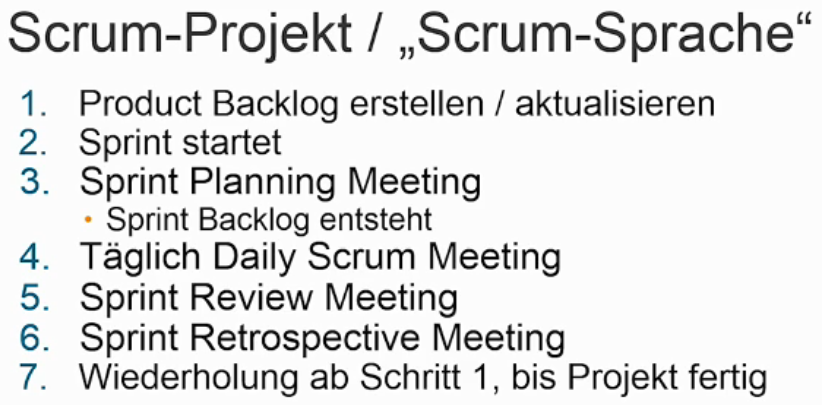 Scrum-Projekt / „Scrum-Sprache“
1. Product Backlog erstellen / aktualisieren
2. Sprint startet
3. Sprint Planning Meeting
• Sprint Backlog entsteht
4. Täglich Daily Scrum Meeting
5. Sprint Review Meeting
6. Sprint Retrospective Meeting
7. Wiederholung ab Schritt 1, bis Projekt fertig